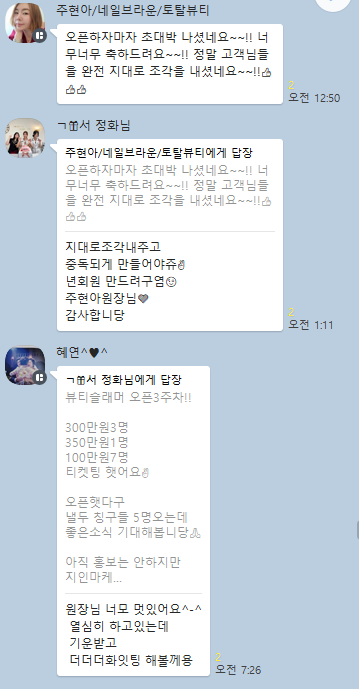 주현아/네일브라운/토탈뷰티
오픈하자마자 초대박 나셨네요~~!! 너
무너무 축하드려요~~!! 정말 고객님들
을 완전 지대로 조각을 내셨네요~!!👍
👍👍
2
오전 12:50
서 정화님
주현아/네일브라운/토탈뷰티에게 답장
오픈하자마자 초대박 나셨네요~~!! 너
무너무 축하드려요~~!! 정말 고객님들
을 완전 지대로 조각을 내셨네요~!!👍
👍👍
지대로조각내주고
중독되게 만들어야쥬✌
년회원 만드려구염
주현아원장님
감사합니당
2
오전 1:11
혜연^♥^
서 정화님에게 답장
뷰티슬래머 오픈3주차!!
300만원3명
350만원1명
100만원7명
티켓팅 햇어요✌
오픈햇다구
낼두 칭구들 5명오는데
좋은소식 기대해봅니당
아직 홍보는 안하지만
지인마케...
원장님 너모 멋있어요^-^
열심히 하고있는데
기운받고
더더더화잇팅 해볼께용
2
오전 7:26